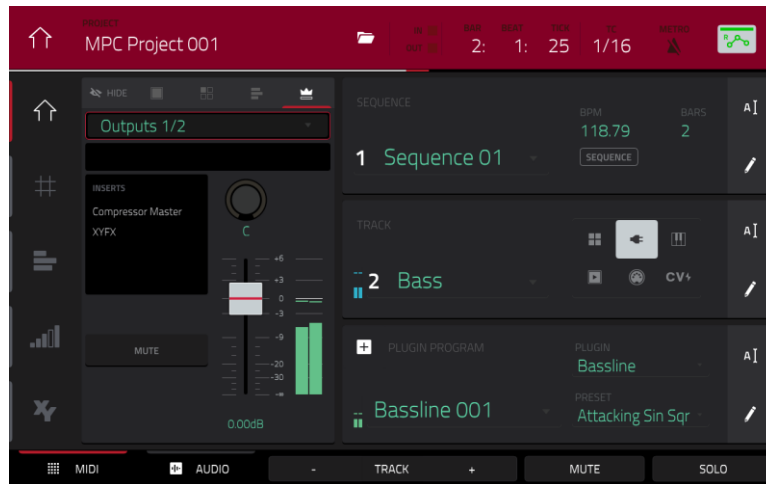 PROJECT
MPC Project 001
IN
OUT
BAR BEAT TICK TC METRO
2: 1: 25 1/16
R
HIDE
Outputs 1/2
INSERTS
Compressor Master
XYFX
C
+6
+3
0
-3
-9
-20
-30
-∞
MUTE
0.00dB
SEQUENCE
BPM BARS
118.79 2
1 Sequence 01
SEQUENCE
TRACK
2 Bass
CV
PLUGIN PROGRAM
PLUGIN
Bassline
Bassline 001
PRESET
Attacking Sin Sqr
A
A
A
XY
MIDI AUDIO - TRACK + MUTE SOLO